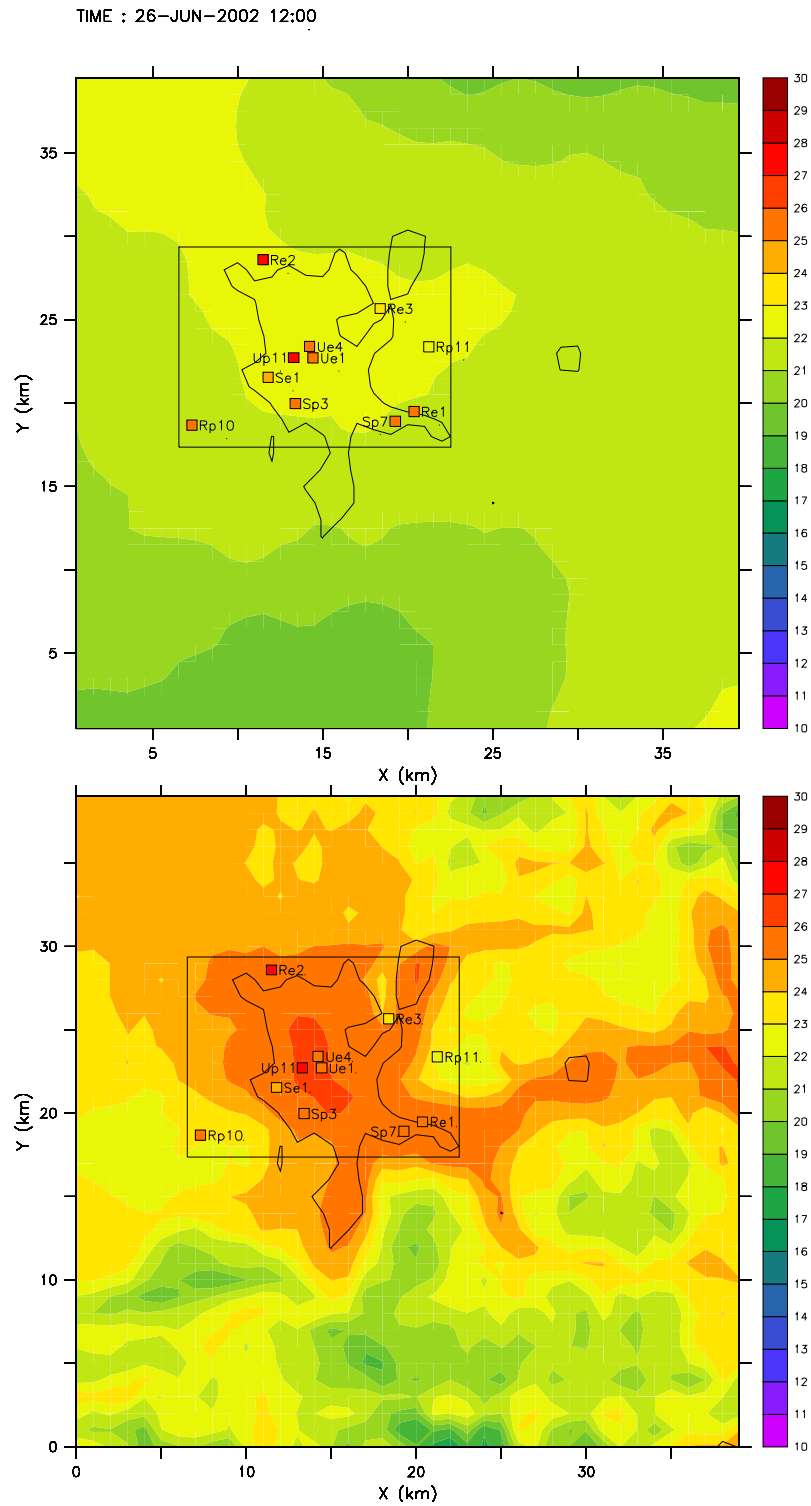 TIME : 26-JUN-2002 12:00
30
29
28
27
26
25
24
23
22
21
20
19
18
17
16
15
14
13
12
11
10
35
25
15
5
Y (km)
Re2
Re3
Ue4
Rp11
Up11
Ue1
Se1
Sp3
Re1
Sp7
Rp10
5
15
25
35
X (km)
30
29
28
27
26
25
24
23
22
21
20
19
18
17
16
15
14
13
12
11
10
30
20
10
0
Y (km)
Re2.
Re3.
Ue4.
Rp11.
Up11
Ue1.
Se1.
Sp3
Re1.
Sp7
Rp10.
0
10
20
30
X (km)